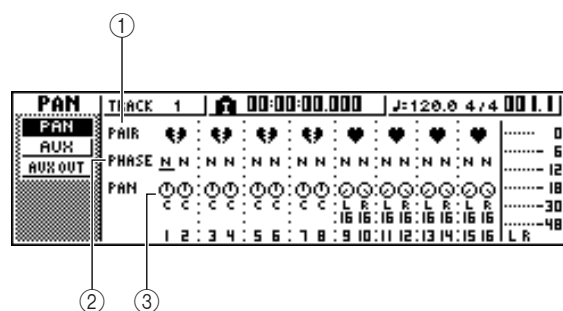 ①
PAN TRACK 1 00:00:00.000 ♩=120.0 4/4 001.1
PAN
AUX
AUX OUT
PAIR
PHASE N N N N N N N N N N N N N N N N
PAN
C C C C C C C C L R L R L R L R
16 16 16 16 16 16 16 16
1 2 3 4 5 6 7 8 9 10 11 12 13 14 15 16
0
6
12
18
30
48
L R
② ③